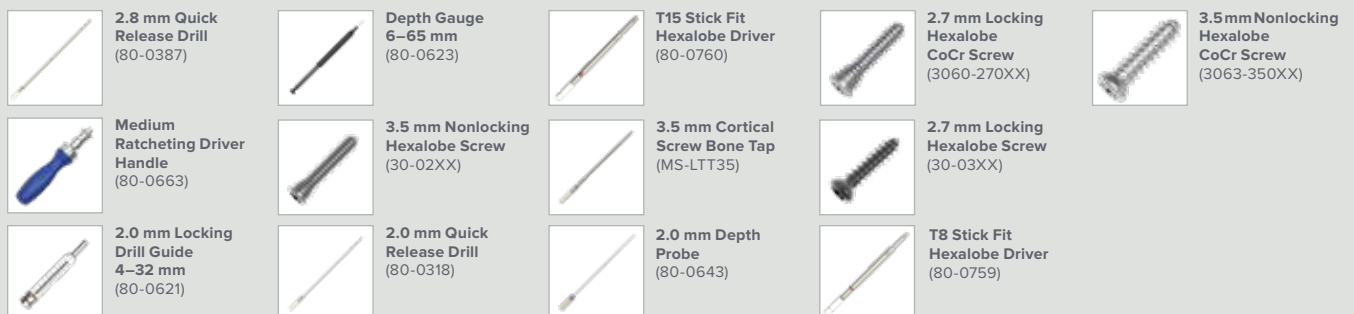 2.8 mm Quick
Release Drill
(80-0387)
Depth Gauge
6–65 mm
(80-0623)
T15 Stick Fit
Hexalobe Driver
(80-0760)
2.7 mm Locking
Hexalobe
CoCr Screw
(3060-270XX)
3.5 mm Nonlocking
Hexalobe
CoCr Screw
(3063-350XX)
Medium
Ratcheting Driver
Handle
(80-0663)
3.5 mm Nonlocking
Hexalobe Screw
(30-02XX)
3.5 mm Cortical
Screw Bone Tap
(MS-LTT35)
2.7 mm Locking
Hexalobe Screw
(30-03XX)
2.0 mm Locking
Drill Guide
4–32 mm
(80-0621)
2.0 mm Quick
Release Drill
(80-0318)
2.0 mm Depth
Probe
(80-0643)
T8 Stick Fit
Hexalobe Driver
(80-0759)